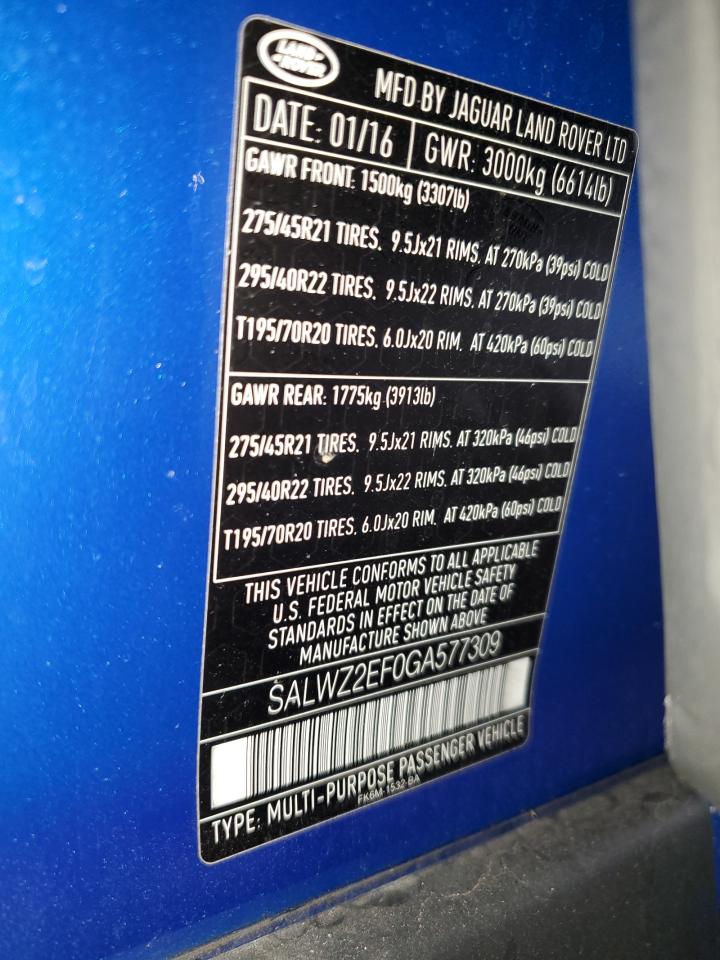 LAND
ROVER
MFD BY JAGUAR LAND ROVER LTD
DATE: 01/16 GWR: 3000kg (6614lb)
GAWR FRONT: 1500kg (3307lb)
275/45R21 TIRES. 9.5Jx21 RIMS. AT 270kPa (39psi) COLD
295/40R22 TIRES. 9.5Jx22 RIMS. AT 270kPa (39psi) COLD
T195/70R20 TIRES. 6.0Jx20 RIM. AT 420kPa (60psi) COLD
GAWR REAR: 1775kg (3913lb)
275/45R21 TIRES. 9.5Jx21 RIMS. AT 320kPa (46psi) COLD
295/40R22 TIRES. 9.5Jx22 RIMS. AT 320kPa (46psi) COLD
T195/70R20 TIRES. 6.0Jx20 RIM. AT 420kPa (60psi) COLD
THIS VEHICLE CONFORMS TO ALL APPLICABLE
U.S. FEDERAL MOTOR VEHICLE SAFETY
STANDARDS IN EFFECT ON THE DATE OF
MANUFACTURE SHOWN ABOVE
SALWZ2EF0GA577309
TYPE: MULTI-PURPOSE PASSENGER VEHICLE
FK6M-1532-BA